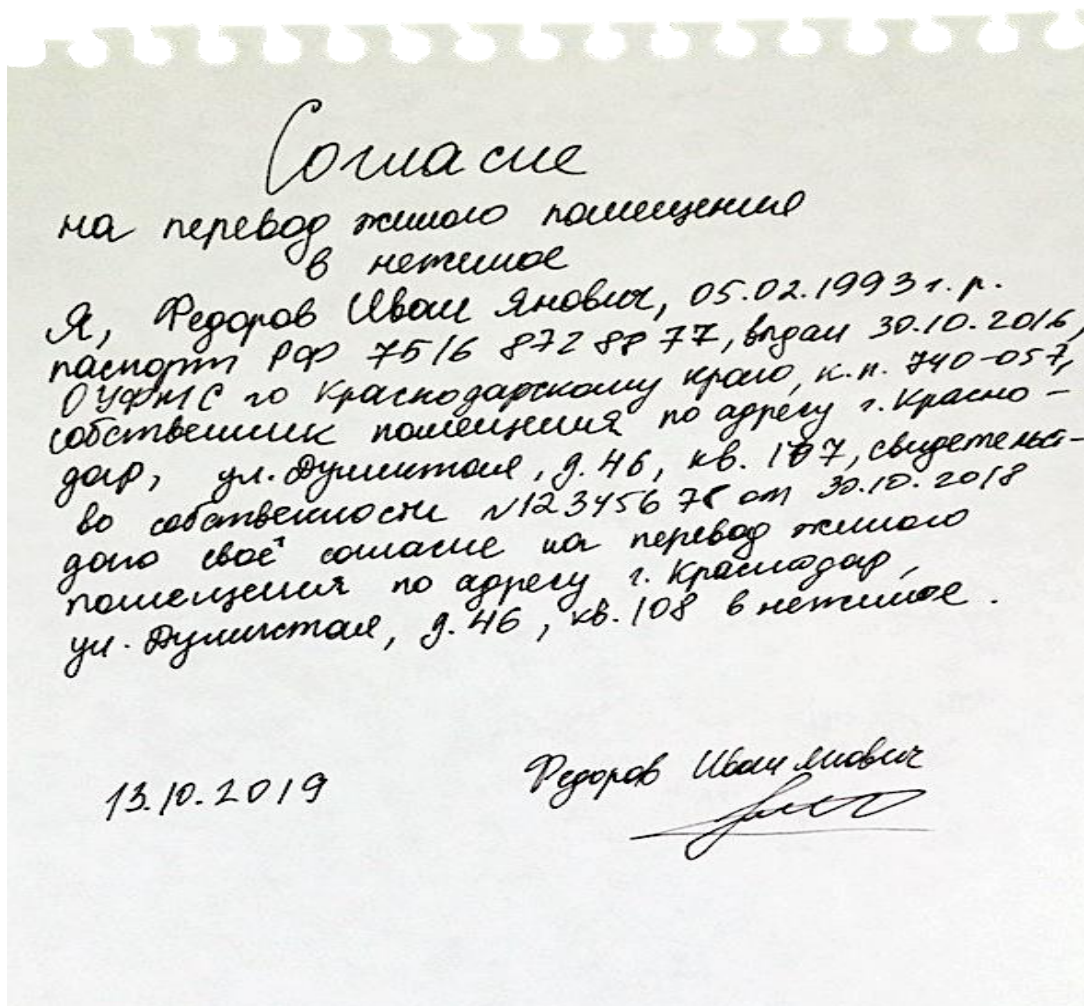 Согласие
на перевод жилого помещения
в нежилое
Я, Федоров Иван Янович, 05.02.1993 г.р.
паспорт РФ 7516 872 88 77, выдан 30.10.2016,
ОУФМС по Краснодарскому краю, к.п. 740-057,
собственник помещения по адресу г. Красно-
дар, ул. Душистая, д. 46, кв. 107, свидетельст-
во собственности №123456 78 от 30.10.2018
даю своё согласие на перевод жилого
помещения по адресу г. Краснодар,
ул. Душистая, д. 46, кв. 108 в нежилое.
13.10.2019
Федоров Иван Янович